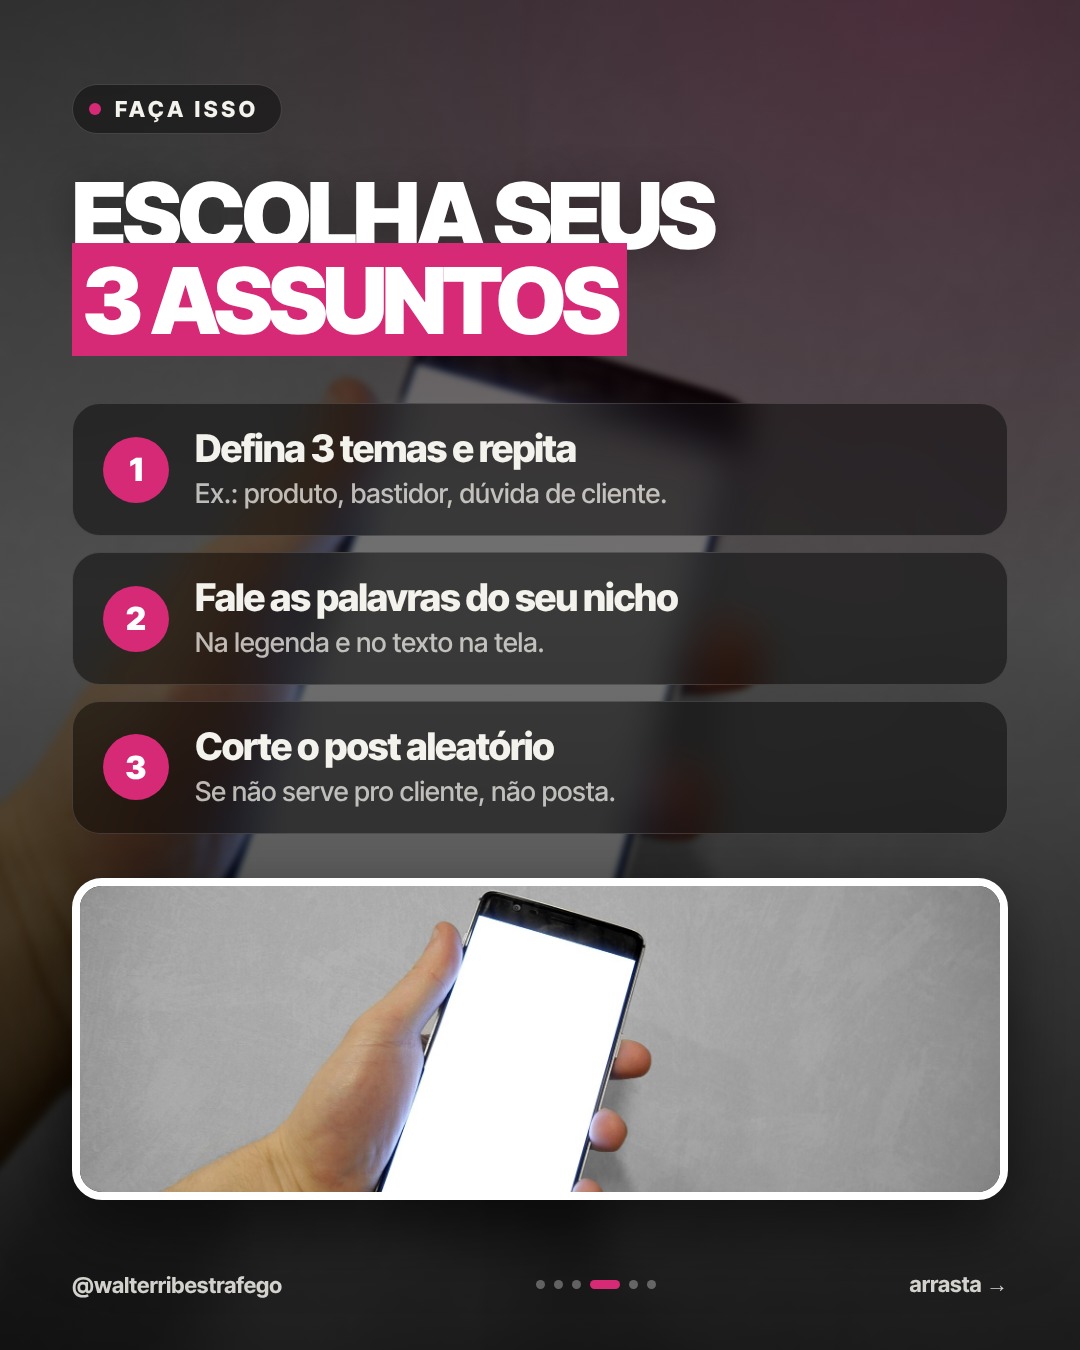 FAÇA ISSO
ESCOLHA SEUS
3 ASSUNTOS
1
Defina 3 temas e repita
Ex.: produto, bastidor, dúvida de cliente.
2
Fale as palavras do seu nicho
Na legenda e no texto na tela.
3
Corte o post aleatório
Se não serve pro cliente, não posta.
@walterribestrafego
arrasta →